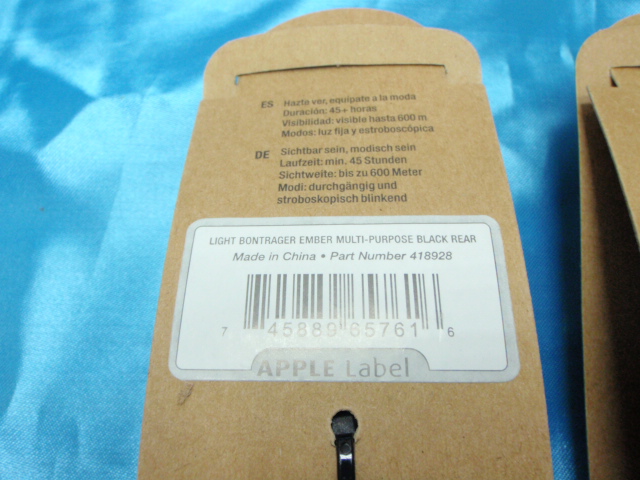 ES Hazte ver, equípate a la moda
Duración: 45+ horas
Visibilidad: visible hasta 600 m
Modos: luz fija y estroboscópica
DE Sichtbar sein, modisch sein
Laufzeit: min. 45 Stunden
Sichtweite: bis zu 600 Meter
Modi: durchgängig und
stroboskopisch blinkend
LIGHT BONTRAGER EMBER MULTI-PURPOSE BLACK REAR
Made in China • Part Number 418928
7 45889 65761 6
APPLE Label